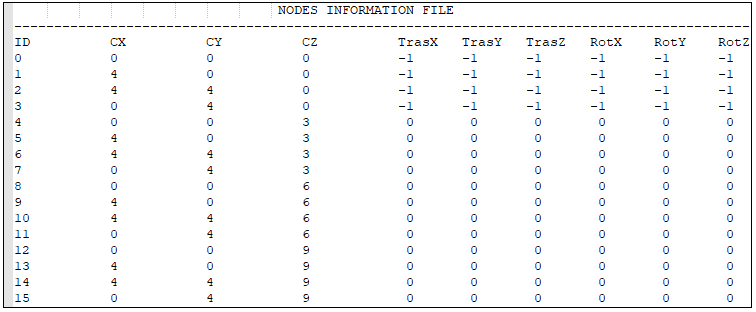 NODES INFORMATION FILE
--------------------------------------------------------------------------------------------
ID CX CY CZ TrasX TrasY TrasZ RotX RotY RotZ
0 0 0 0 -1 -1 -1 -1 -1 -1
1 4 0 0 -1 -1 -1 -1 -1 -1
2 4 4 0 -1 -1 -1 -1 -1 -1
3 0 4 0 -1 -1 -1 -1 -1 -1
4 0 0 3 0 0 0 0 0 0
5 4 0 3 0 0 0 0 0 0
6 4 4 3 0 0 0 0 0 0
7 0 4 3 0 0 0 0 0 0
8 0 0 6 0 0 0 0 0 0
9 4 0 6 0 0 0 0 0 0
10 4 4 6 0 0 0 0 0 0
11 0 4 6 0 0 0 0 0 0
12 0 0 9 0 0 0 0 0 0
13 4 0 9 0 0 0 0 0 0
14 4 4 9 0 0 0 0 0 0
15 0 4 9 0 0 0 0 0 0